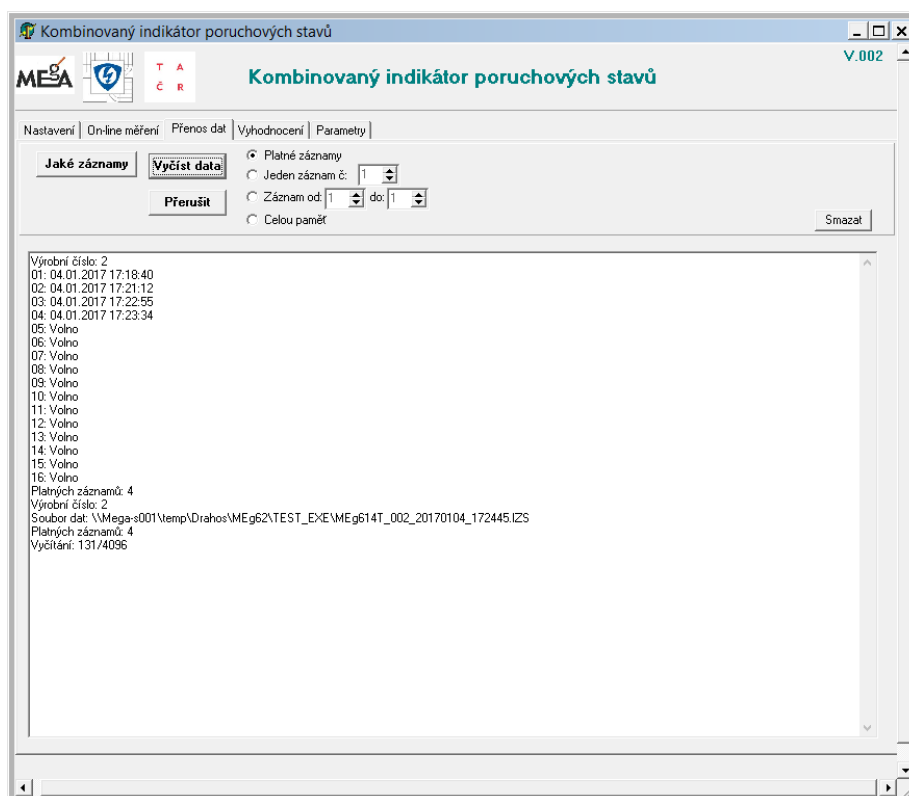 Kombinovaný indikátor poruchových stavů
MEgA
T A
Č R
Kombinovaný indikátor poruchových stavů
V.002
Nastavení On-line měření Přenos dat Vyhodnocení Parametry
Jaké záznamy
Vyčíst data
Přerušit
Platné záznamy
Jeden záznam č: 1
Záznam od: 1 do: 1
Celou paměť
Smazat
Výrobní číslo: 2
01: 04.01.2017 17:18:40
02: 04.01.2017 17:21:12
03: 04.01.2017 17:22:55
04: 04.01.2017 17:23:34
05: Volno
06: Volno
07: Volno
08: Volno
09: Volno
10: Volno
11: Volno
12: Volno
13: Volno
14: Volno
15: Volno
16: Volno
Platných záznamů: 4
Výrobní číslo: 2
Soubor dat: \\Mega-s001\temp\Drahos\MEg62\TEST_EXE\MEg614T_002_20170104_172445.IZS
Platných záznamů: 4
Vyčítání: 131/4096